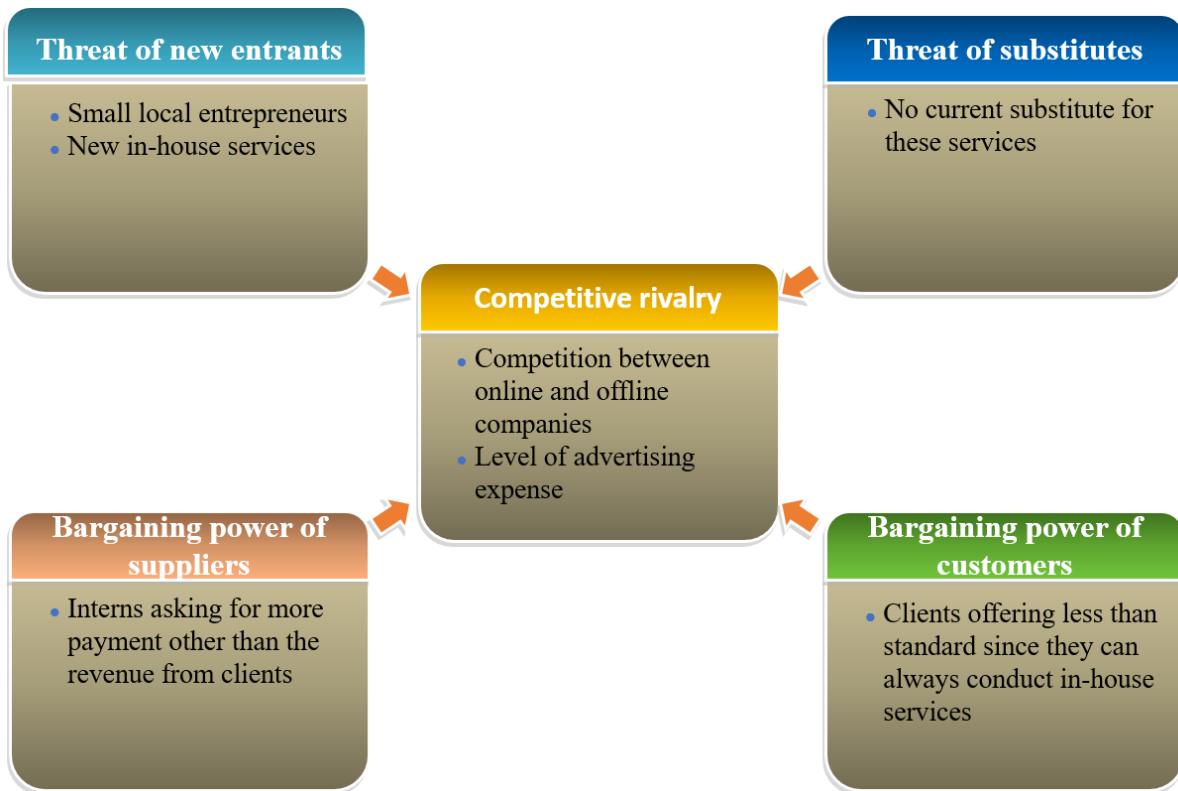 Threat of new entrants
• Small local entrepreneurs
• New in-house services
Threat of substitutes
• No current substitute for
these services
Competitive rivalry
• Competition between
online and offline
companies
• Level of advertising
expense
Bargaining power of
suppliers
• Interns asking for more
payment other than the
revenue from clients
Bargaining power of
customers
• Clients offering less than
standard since they can
always conduct in-house
services